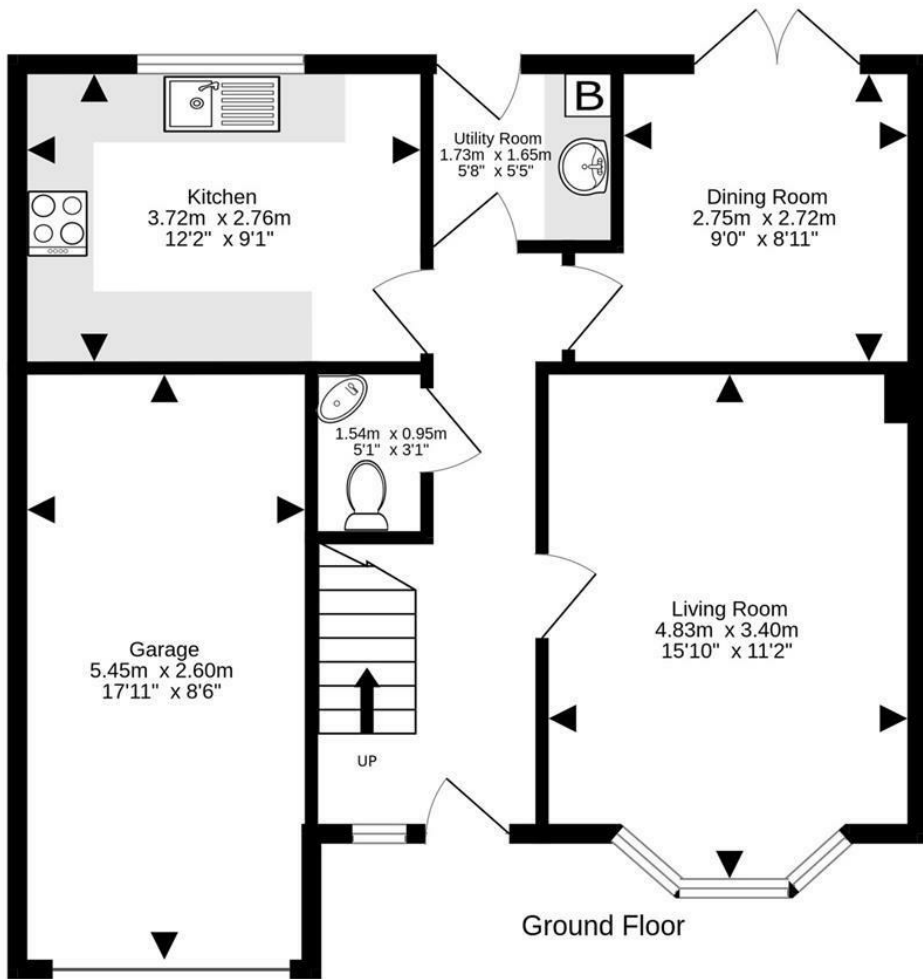 B
Utility Room
1.73m x 1.65m
5'8" x 5'5"
Kitchen
3.72m x 2.76m
12'2" x 9'1"
Dining Room
2.75m x 2.72m
9'0" x 8'11"
1.54m x 0.95m
5'1" x 3'1"
Living Room
4.83m x 3.40m
15'10" x 11'2"
Garage
5.45m x 2.60m
17'11" x 8'6"
UP
Ground Floor